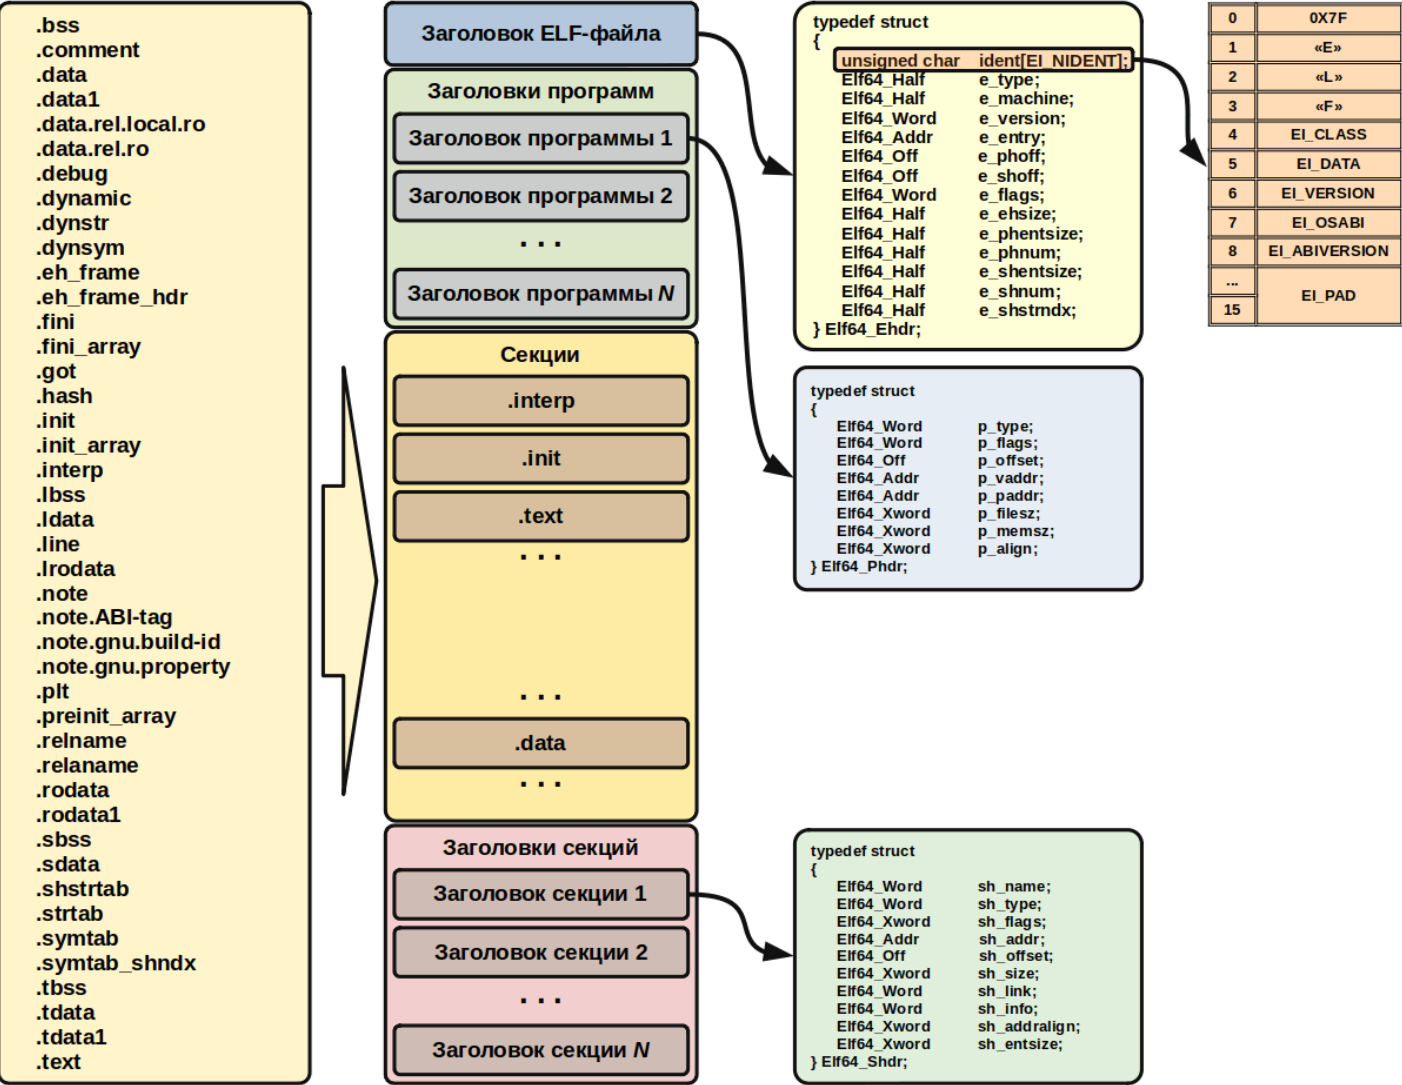 .bss
.comment
.data
.data1
.data.rel.local.ro
.data.rel.ro
.debug
.dynamic
.dynstr
.dynsym
.eh_frame
.eh_frame_hdr
.fini
.fini_array
.got
.hash
.init
.init_array
.interp
.lbss
.ldata
.line
.lrodata
.note
.note.ABI-tag
.note.gnu.build-id
.note.gnu.property
.plt
.preinit_array
.relname
.relaname
.rodata
.rodata1
.sbss
.sdata
.shstrtab
.strtab
.symtab
.symtab_shndx
.tbss
.tdata
.tdata1
.text
Заголовок ELF-файла
Заголовки программ
Заголовок программы 1
Заголовок программы 2
. . .
Заголовок программы N
Секции
.interp
.init
.text
. . .
. . .
.data
. . .
Заголовки секций
Заголовок секции 1
Заголовок секции 2
. . .
Заголовок секции N
typedef struct
{
unsigned char ident[EI_NIDENT];
Elf64_Half e_type;
Elf64_Half e_machine;
Elf64_Word e_version;
Elf64_Addr e_entry;
Elf64_Off e_phoff;
Elf64_Off e_shoff;
Elf64_Word e_flags;
Elf64_Half e_ehsize;
Elf64_Half e_phentsize;
Elf64_Half e_phnum;
Elf64_Half e_shentsize;
Elf64_Half e_shnum;
Elf64_Half e_shstrndx;
} Elf64_Ehdr;
typedef struct
{
Elf64_Word p_type;
Elf64_Word p_flags;
Elf64_Off p_offset;
Elf64_Addr p_vaddr;
Elf64_Addr p_paddr;
Elf64_Xword p_filesz;
Elf64_Xword p_memsz;
Elf64_Xword p_align;
} Elf64_Phdr;
typedef struct
{
Elf64_Word sh_name;
Elf64_Word sh_type;
Elf64_Xword sh_flags;
Elf64_Addr sh_addr;
Elf64_Off sh_offset;
Elf64_Xword sh_size;
Elf64_Word sh_link;
Elf64_Word sh_info;
Elf64_Xword sh_addralign;
Elf64_Xword sh_entsize;
} Elf64_Shdr;
0 0X7F
1 «E»
2 «L»
3 «F»
4 EI_CLASS
5 EI_DATA
6 EI_VERSION
7 EI_OSABI
8 EI_ABIVERSION
...
EI_PAD
15